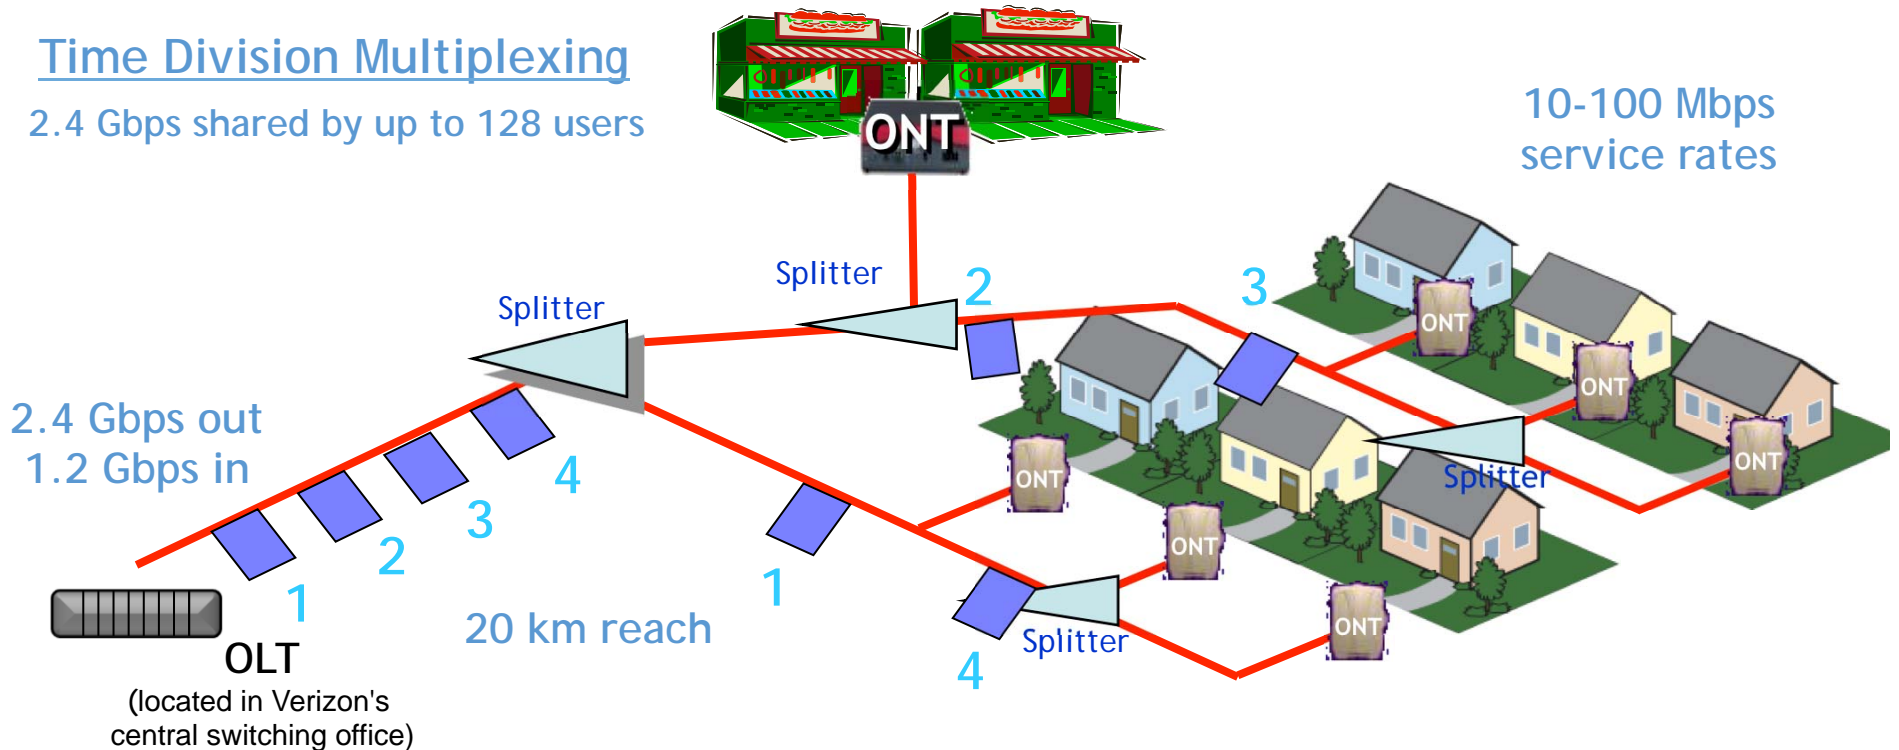 Time Division Multiplexing
2.4 Gbps shared by up to 128 users
ONT
10-100 Mbps
service rates
Splitter
Splitter
2
3
ONT
ONT
ONT
Splitter
2.4 Gbps out
1.2 Gbps in
4
3
2
1
1
ONT
ONT
ONT
Splitter
4
20 km reach
OLT
(located in Verizon's
central switching office)